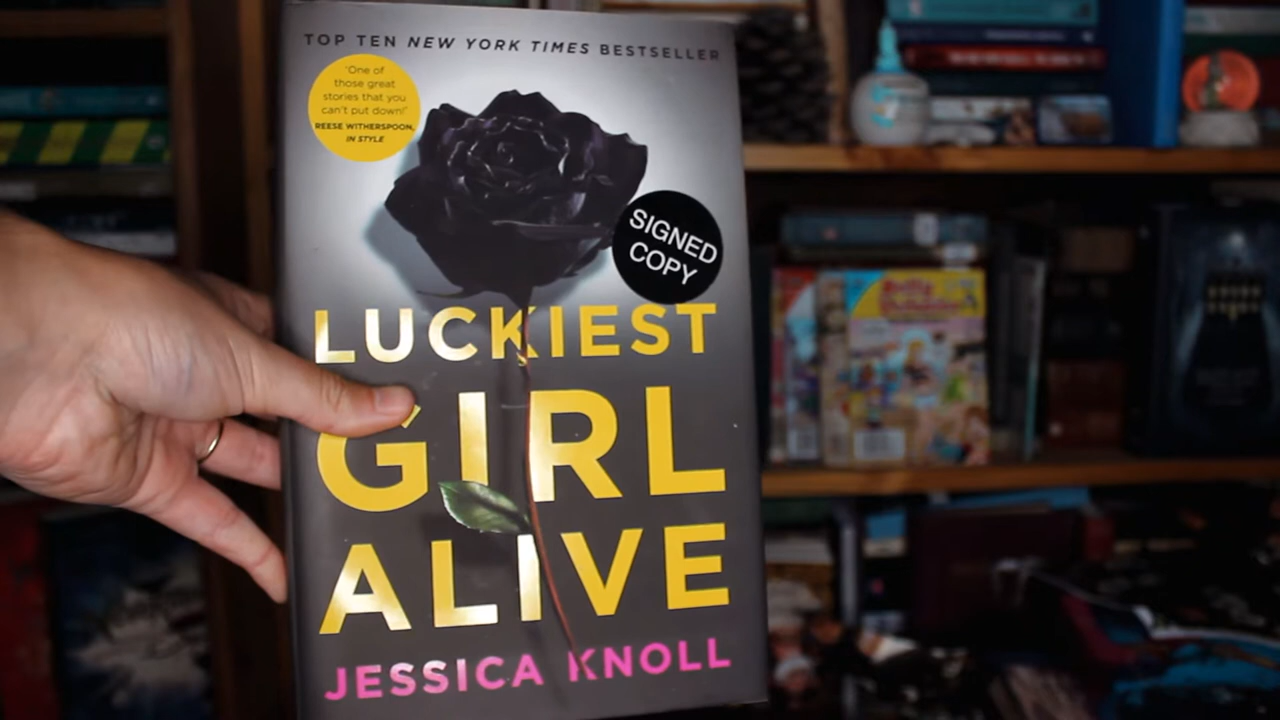 TOP TEN NEW YORK TIMES BESTSELLER
'One of
those great
stories that you
can't put down!'
REESE WITHERSPOON,
IN STYLE
SIGNED
COPY
LUCKIEST
GIRL
ALIVE
JESSICA KNOLL